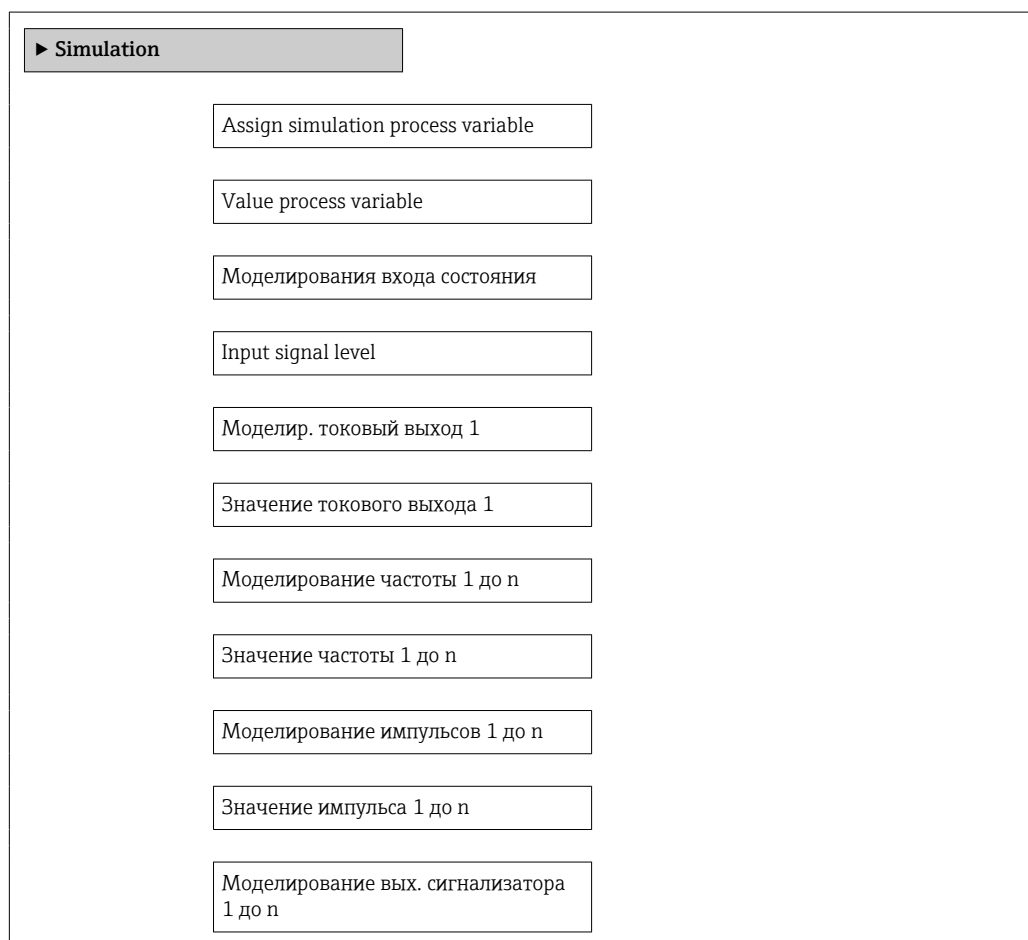 ▶ Simulation
Assign simulation process variable
Value process variable
Моделирования входа состояния
Input signal level
Моделир. токовый выход 1
Значение токового выхода 1
Моделирование частоты 1 до n
Значение частоты 1 до n
Моделирование импульсов 1 до n
Значение импульса 1 до n
Моделирование вых. сигнализатора
1 до n